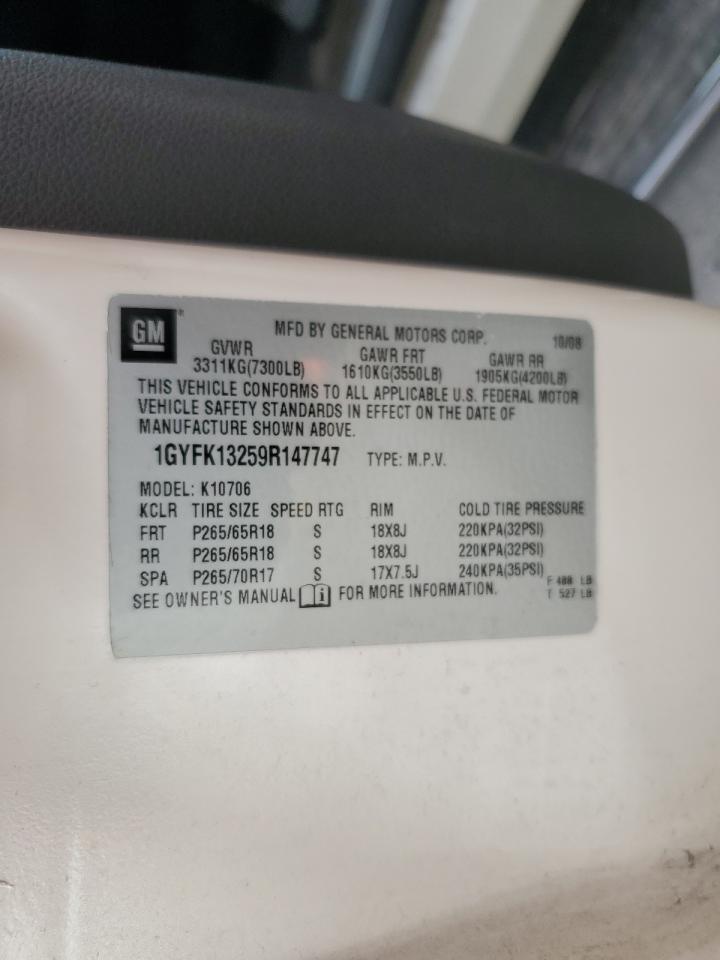 GM
MFD BY GENERAL MOTORS CORP. 10/08
GVWR GAWR FRT GAWR RR
3311KG(7300LB) 1610KG(3550LB) 1905KG(4200LB)
THIS VEHICLE CONFORMS TO ALL APPLICABLE U.S. FEDERAL MOTOR
VEHICLE SAFETY STANDARDS IN EFFECT ON THE DATE OF
MANUFACTURE SHOWN ABOVE.
1GYFK13259R147747 TYPE: M.P.V.
MODEL: K10706
KCLR TIRE SIZE SPEED RTG RIM COLD TIRE PRESSURE
FRT P265/65R18 S 18X8J 220KPA(32PSI)
RR P265/65R18 S 18X8J 220KPA(32PSI)
SPA P265/70R17 S 17X7.5J 240KPA(35PSI)
F 488 LB
T 527 LB
SEE OWNER'S MANUAL FOR MORE INFORMATION.